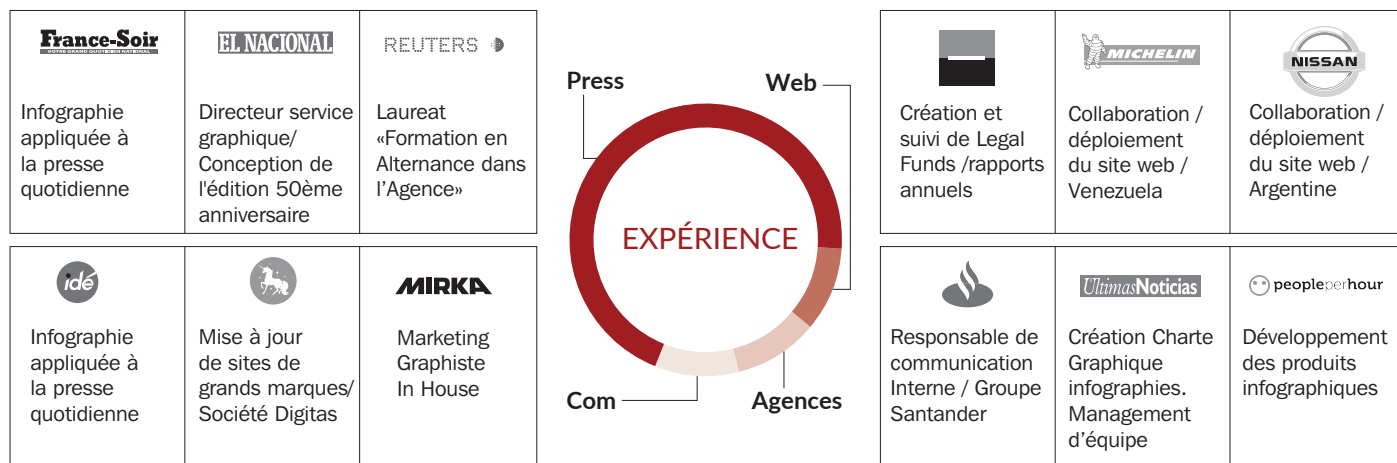 France-Soir
VOTRE GRAND QUOTIDIEN NATIONAL
Infographie
appliquée à
la presse
quotidienne
EL NACIONAL
Directeur service
graphique/
Conception de
l'édition 50ème
anniversaire
REUTERS
Laureat
«Formation en
Alternance dans
l’Agence»
idé
Infographie
appliquée à
la presse
quotidienne
Mise à jour
de sites de
grands marques/
Société Digitas
MIRKA
Marketing
Graphiste
In House
Press
Web
EXPÉRIENCE
Com
Agences
Création et
suivi de Legal
Funds /rapports
annuels
MICHELIN
Collaboration /
déploiement
du site web /
Venezuela
NISSAN
Collaboration /
déploiement
du site web /
Argentine
Responsable de
communication
Interne / Groupe
Santander
UltimasNoticias
Création Charte
Graphique
infographies.
Management
d’équipe
peopleperhour
Développement
des produits
infographiques